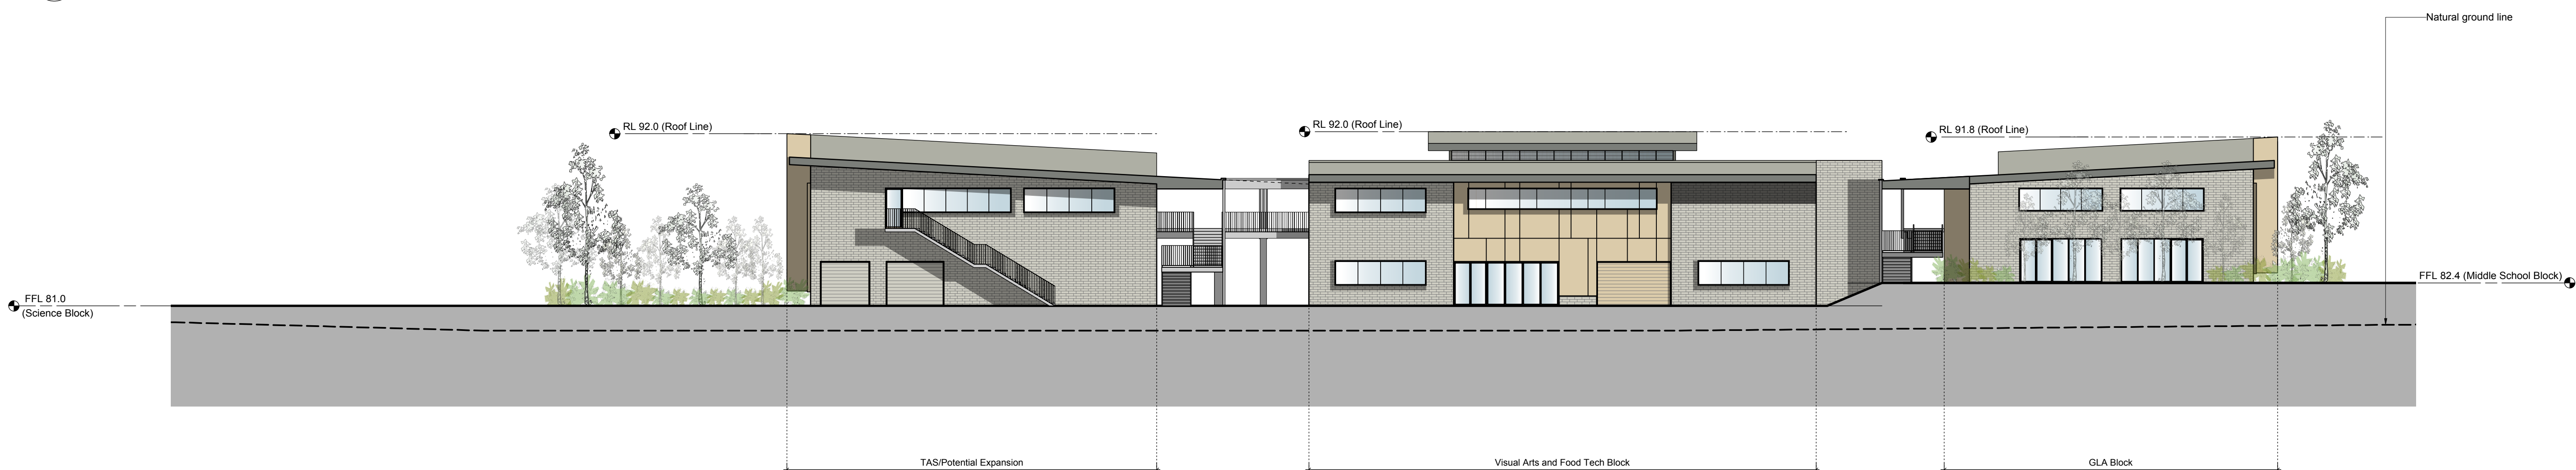 Natural ground line
RL 92.0 (Roof Line)
RL 92.0 (Roof Line)
RL 91.8 (Roof Line)
FFL 81.0
(Science Block)
FFL 82.4 (Middle School Block)
TAS/Potential Expansion
Visual Arts and Food Tech Block
GLA Block